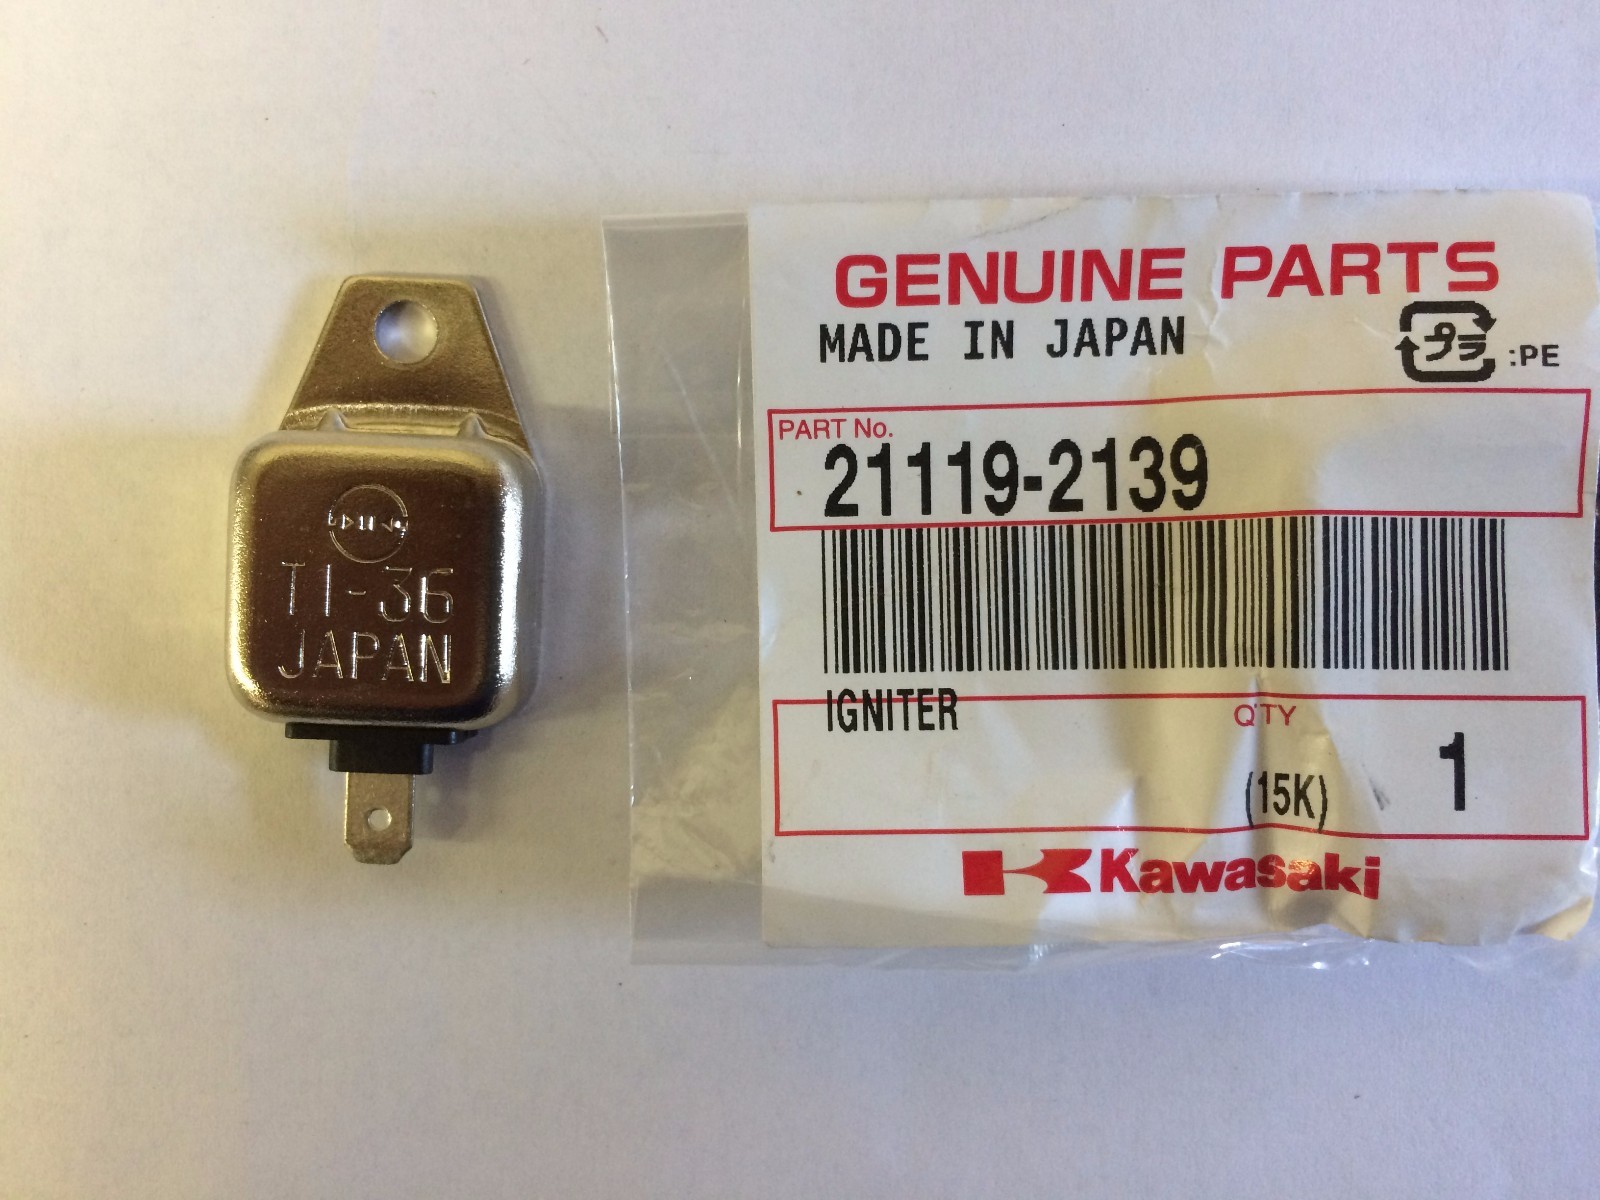 TI-36
JAPAN
GENUINE PARTS
MADE IN JAPAN
プラ :PE
PART No.
21119-2139
IGNITER
Q'TY
(15K) 1
Kawasaki